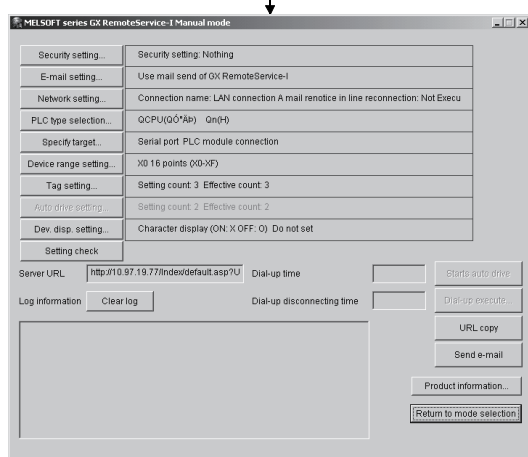 MELSOFT series GX RemoteService-I Manual mode
Security setting... Security setting: Nothing
E-mail setting... Use mail send of GX RemoteService-I
Network setting... Connection name: LAN connection A mail renotice in line reconnection: Not Execu
PLC type selection... QCPU(QÓ°ÄÞ) Qn(H)
Specify target... Serial port PLC module connection
Device range setting... X0 16 points (X0-XF)
Tag setting... Setting count: 3 Effective count: 3
Auto drive setting... Setting count: 2 Effective count: 2
Dev. disp. setting... Character display (ON: X OFF: O) Do not set
Setting check
Server URL http://10.97.19.77/Index/default.asp?U Dial-up time Starts auto drive
Log information Clear log Dial-up disconnecting time Dial-up execute...
URL copy
Send e-mail
Product information...
Return to mode selection